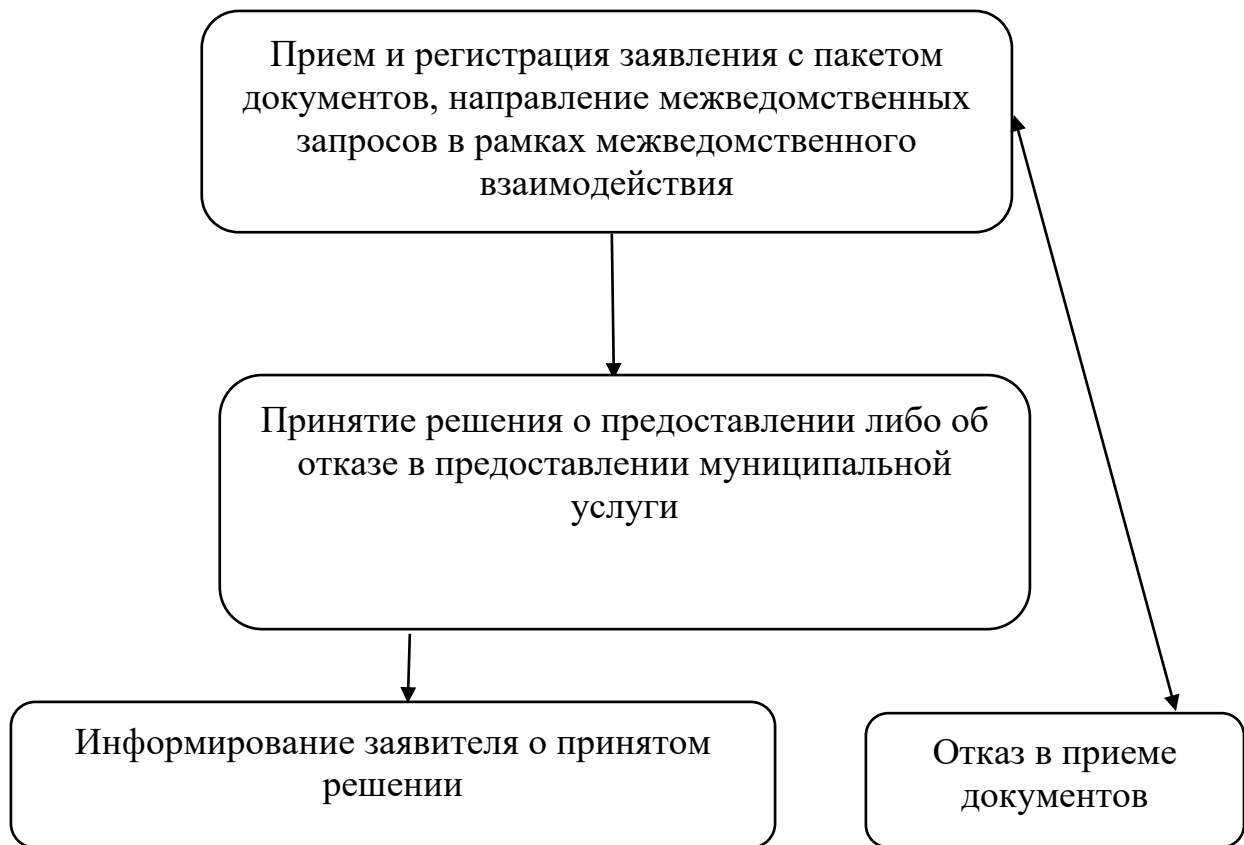 Прием и регистрация заявления с пакетом
документов, направление межведомственных
запросов в рамках межведомственного
взаимодействия
Принятие решения о предоставлении либо об
отказе в предоставлении муниципальной
услуги
Информирование заявителя о принятом
решении
Отказ в приеме
документов